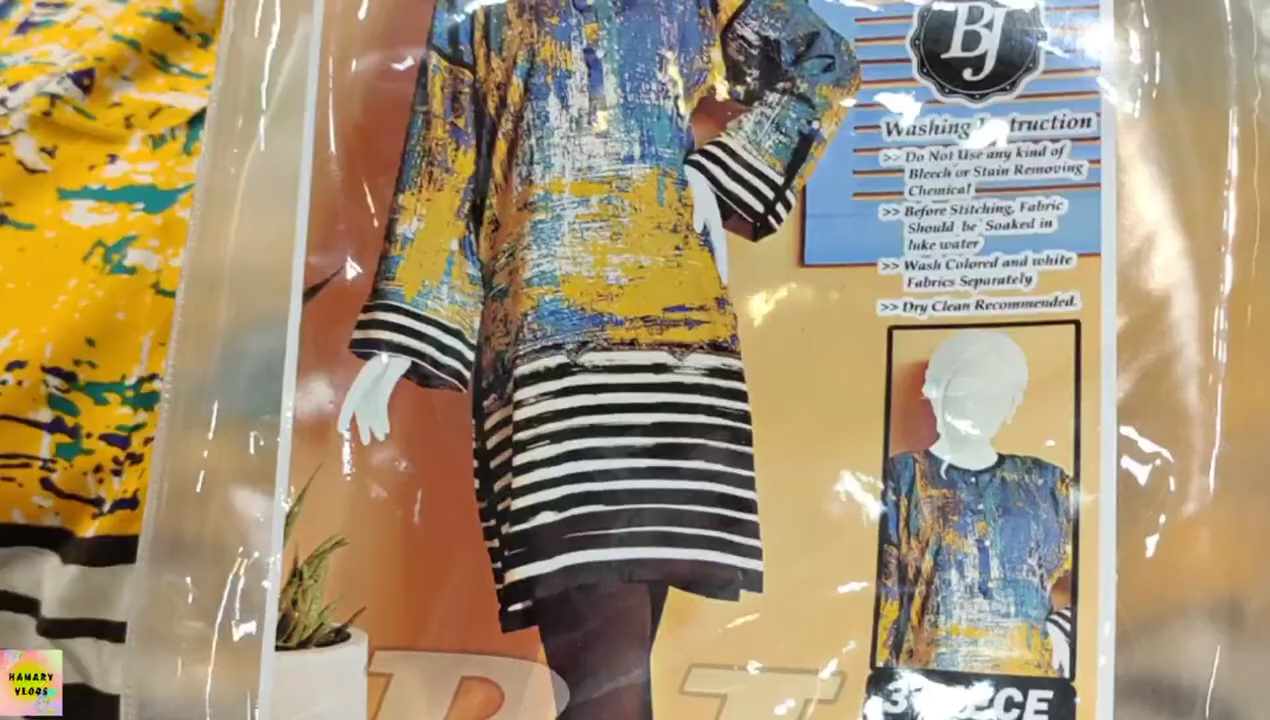 BJ
Washing
>> Do Not Use any kind of
Bleech or Stain Removing
Chemical
>> Before Stitching, Fabric
Should be Soaked in
luke water
>> Wash Colored and white
Fabrics Separately
>> Dry Clean Recommended.
HAMARY
VLOGS